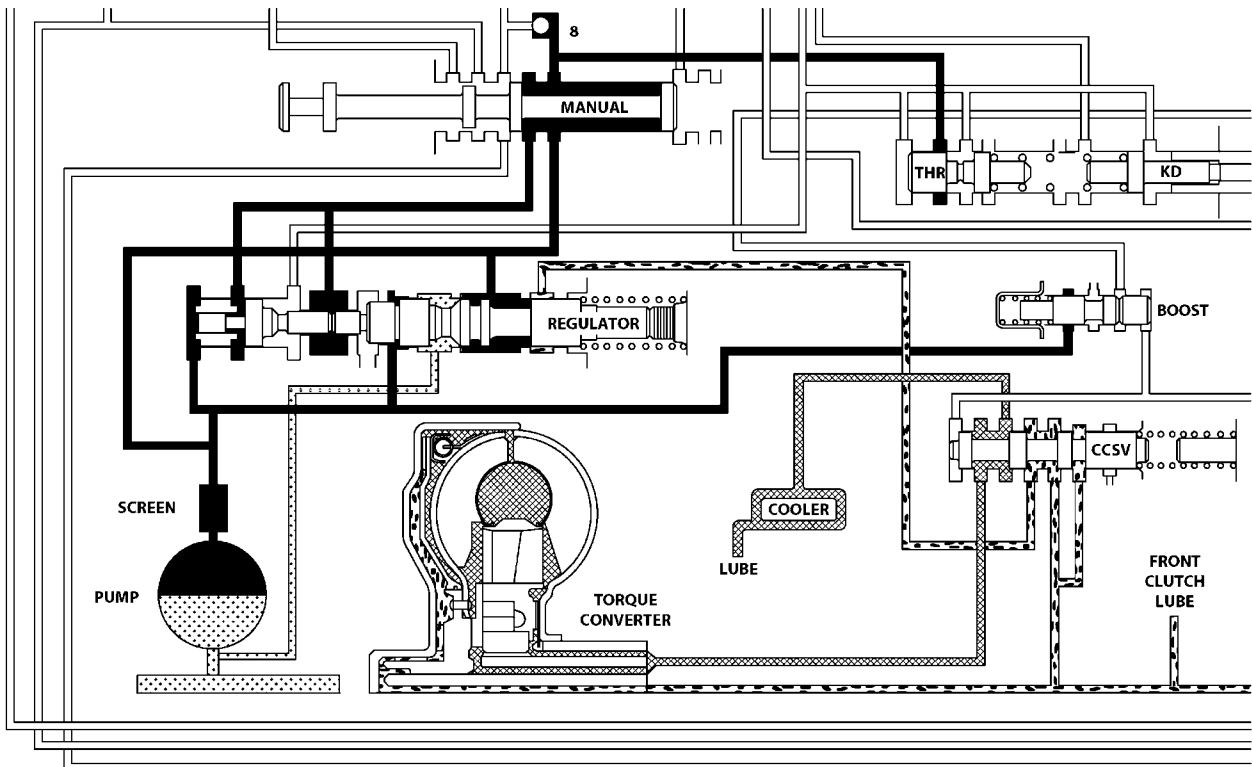 8
MANUAL
THR
KD
REGULATOR
BOOST
CCSV
SCREEN
COOLER
LUBE
PUMP
TORQUE
CONVERTER
FRONT
CLUTCH
LUBE